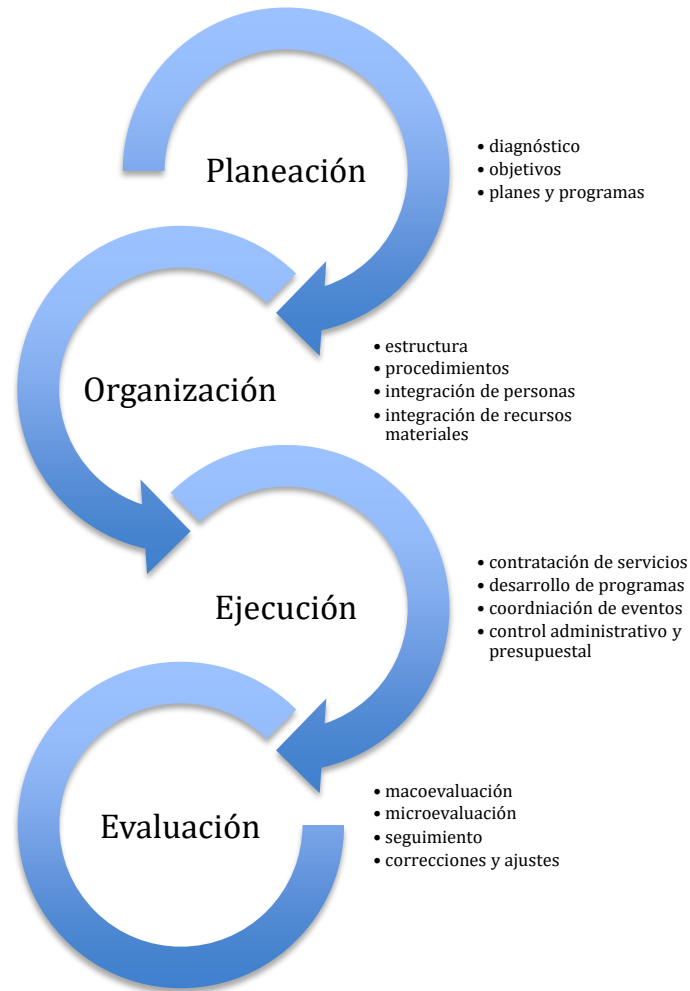 Planeación
• diagnóstico
• objetivos
• planes y programas
Organización
• estructura
• procedimientos
• integración de personas
• integración de recursos
materiales
Ejecución
• contratación de servicios
• desarrollo de programas
• coordniación de eventos
• control administrativo y
presupuestal
Evaluación
• macoevaluación
• microevaluación
• seguimiento
• correcciones y ajustes